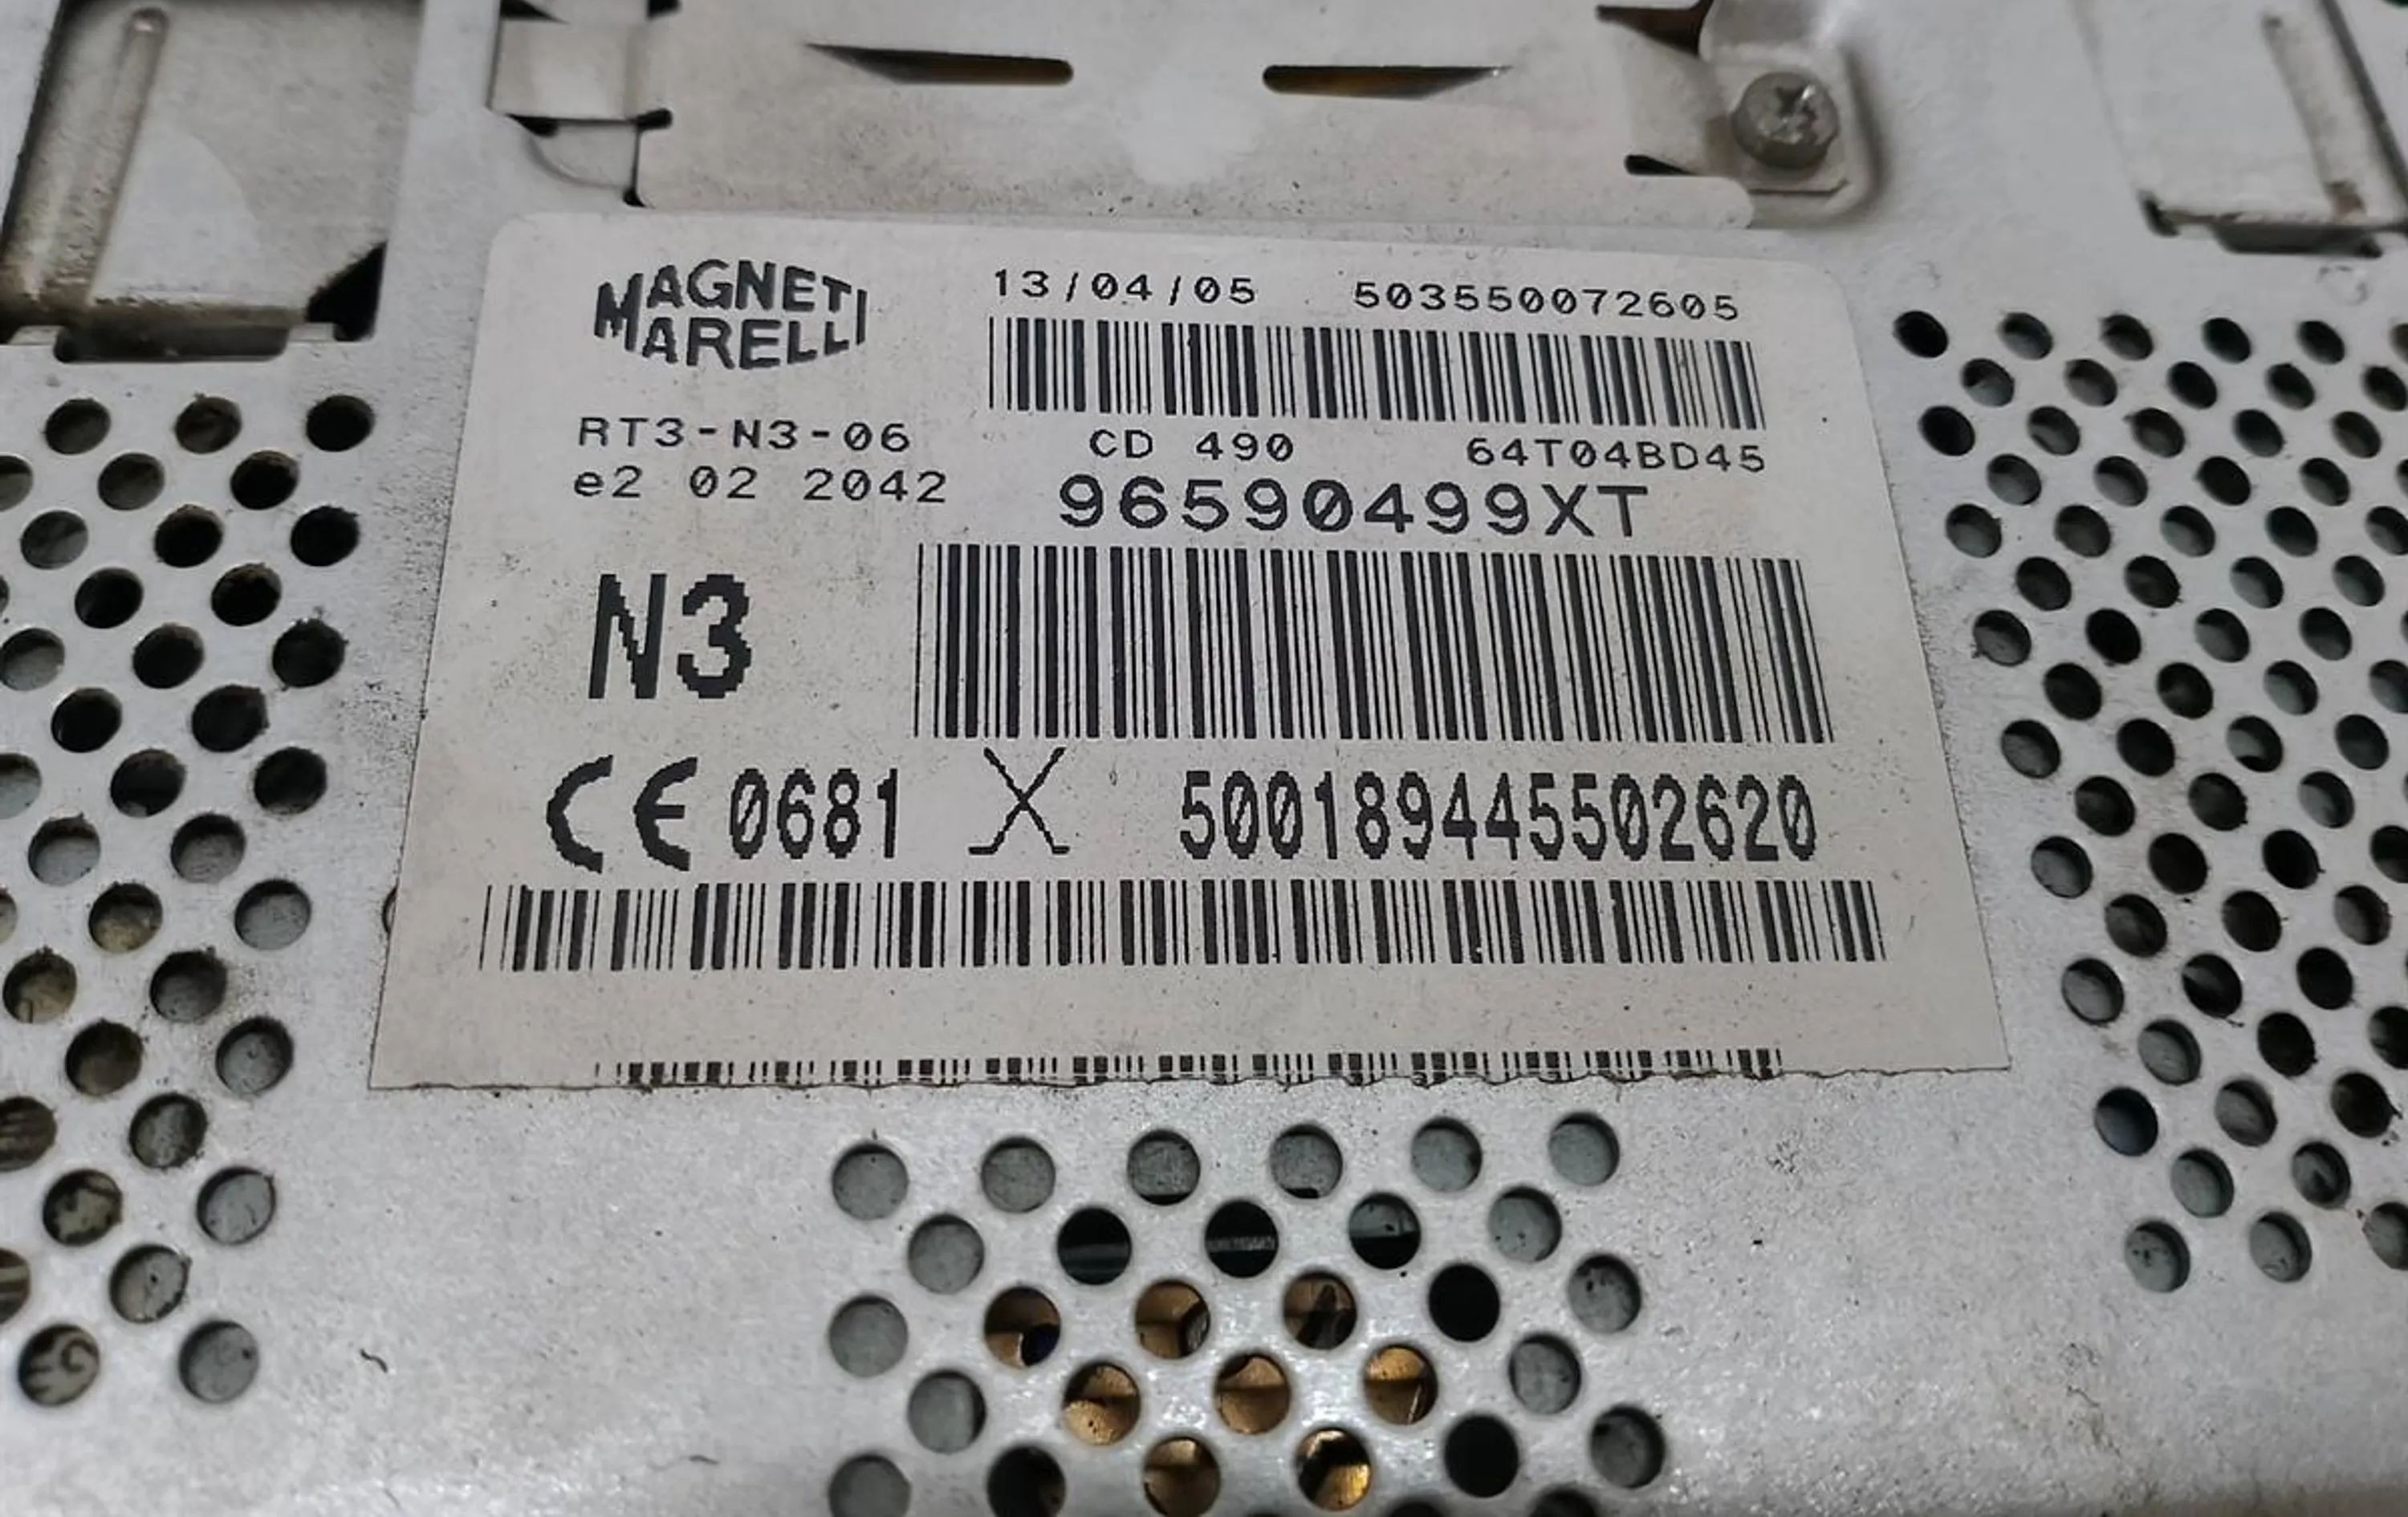 MAGNETI
MARELLI
13/04/05 503550072605
RT3-N3-06
CD 490 64T04BD45
e2 02 2042
96590499XT
N3
CE 0681 500189445502620